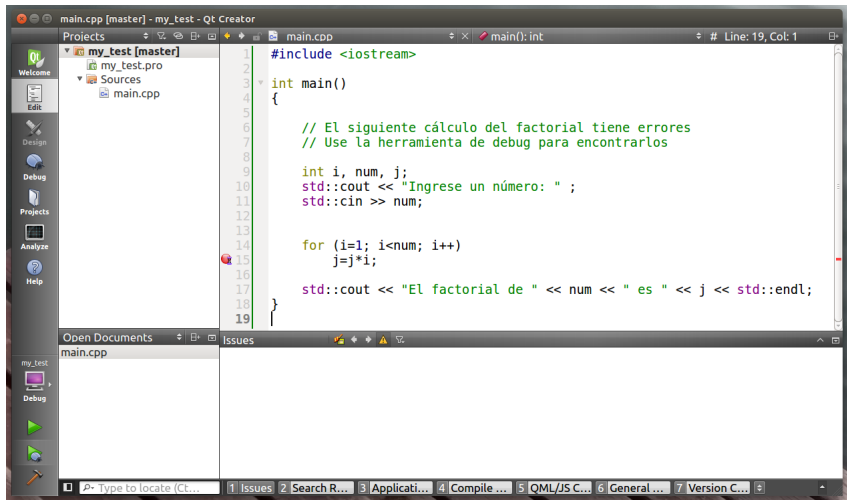 main.cpp [master] - my_test - Qt Creator
Projects
main.cpp
main(): int
# Line: 19, Col: 1
Qt
Welcome
Edit
Design
Debug
Projects
Analyze
Help
my_test
Debug
my_test [master]
my_test.pro
Sources
main.cpp
1 #include <iostream>
2
3 int main()
4 {
5
6 // El siguiente cálculo del factorial tiene errores
7 // Use la herramienta de debug para encontrarlos
8
9 int i, num, j;
10 std::cout << "Ingrese un número: " ;
11 std::cin >> num;
12
13
14 for (i=1; i<num; i++)
15 j=j*i;
16
17 std::cout << "El factorial de " << num << " es " << j << std::endl;
18 }
19
Open Documents
main.cpp
Issues
Type to locate (Ct...
1 Issues 2 Search R... 3 Applicati... 4 Compile ... 5 QML/JS C... 6 General ... 7 Version C...